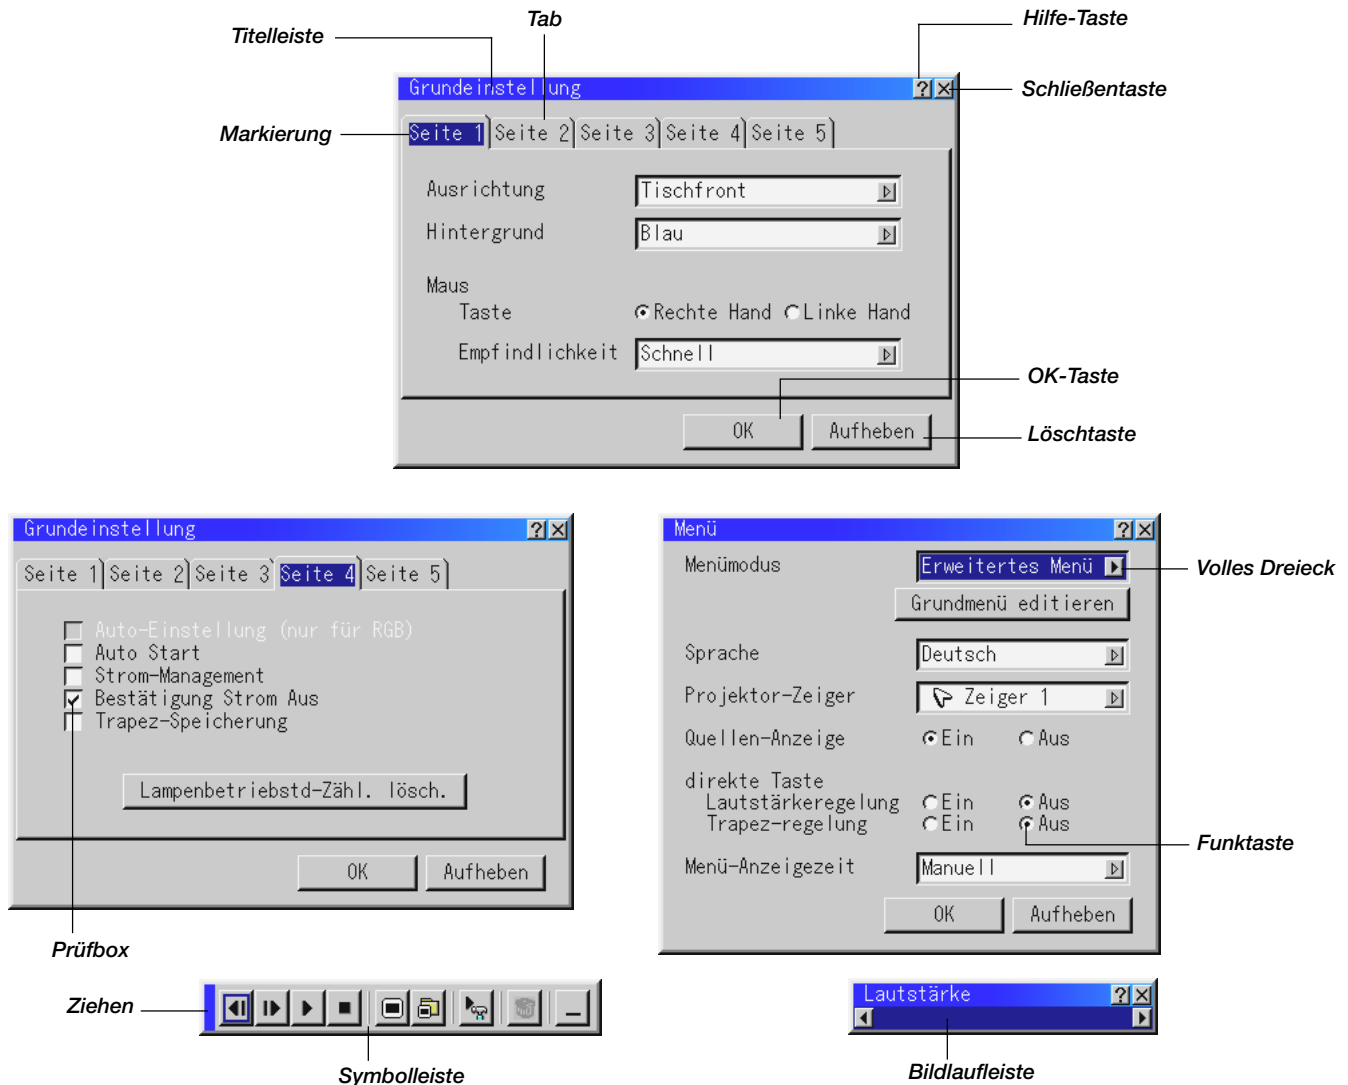 Tab
Hilfe-Taste
Titelleiste
Grundeinstellung
Schließentaste
Markierung
Seite 1 Seite 2 Seite 3 Seite 4 Seite 5
Ausrichtung Tischfront
Hintergrund Blau
Maus
Taste Rechte Hand Linke Hand
Empfindlichkeit Schnell
OK-Taste
OK Aufheben
Löschtaste
Grundeinstellung
Seite 1 Seite 2 Seite 3 Seite 4 Seite 5
Auto-Einstellung (nur für RGB)
Auto Start
Strom-Management
Bestätigung Strom Aus
Trapez-Speicherung
Lampenbetriebstd-Zähl. lösch.
OK Aufheben
Prüfbox
Menü
Menümodus Erweitertes Menü
Volles Dreieck
Grundmenü editieren
Sprache Deutsch
Projektor-Zeiger Zeiger 1
Quellen-Anzeige Ein Aus
direkte Taste
Lautstärkeregelung Ein Aus
Trapez-regelung Ein Aus
Funktaste
Menü-Anzeigezeit Manuell
OK Aufheben
Ziehen
Symbolleiste
Lautstärke
Bildlaufleiste